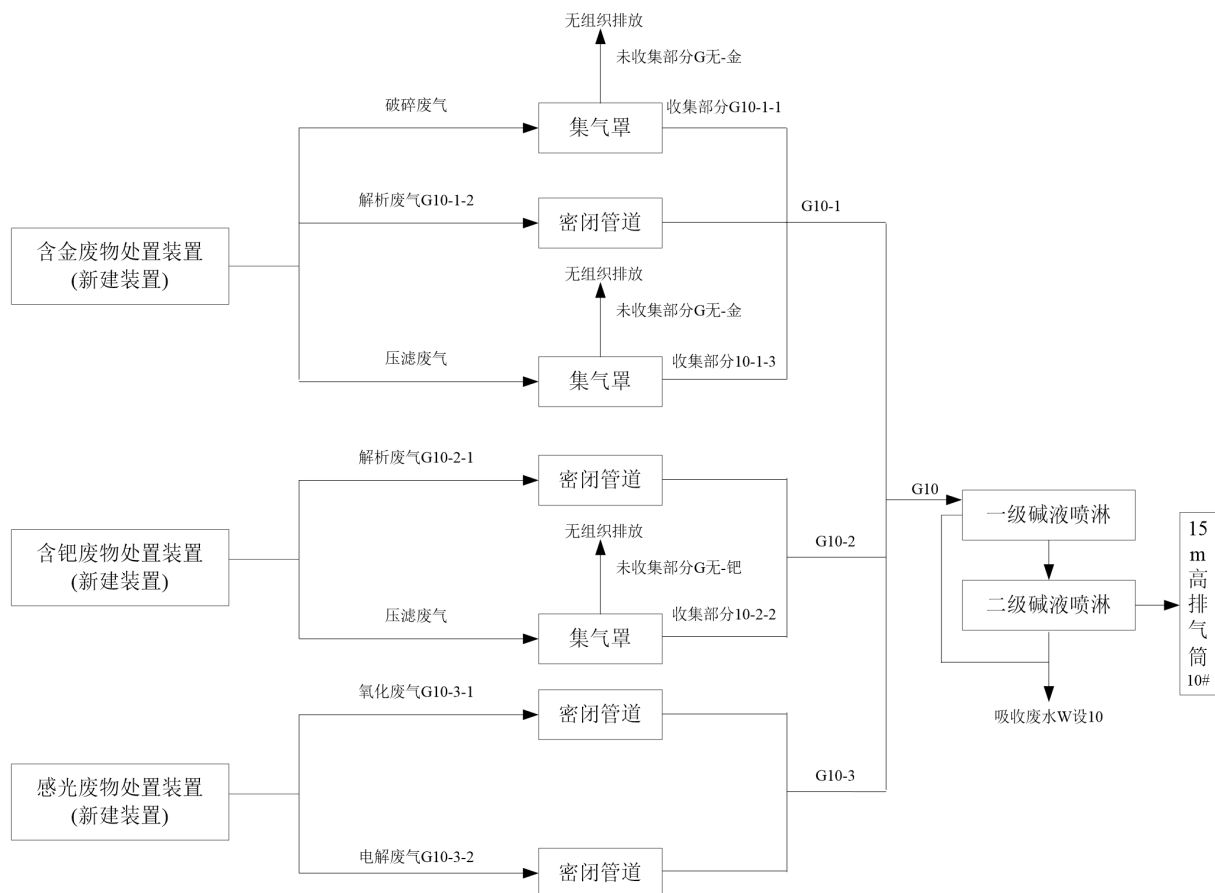 无组织排放
未收集部分G无-金
破碎废气
集气罩
收集部分G10-1-1
解析废气G10-1-2
密闭管道
G10-1
含金废物处置装置
(新建装置)
无组织排放
未收集部分G无-金
压滤废气
集气罩
收集部分10-1-3
解析废气G10-2-1
密闭管道
G10
一级碱液喷淋
含钯废物处置装置
(新建装置)
无组织排放
未收集部分G无-钯
G10-2
压滤废气
集气罩
收集部分10-2-2
二级碱液喷淋
15
m
高
排
气
筒
10#
吸收废水W设10
氧化废气G10-3-1
密闭管道
G10-3
感光废物处置装置
(新建装置)
电解废气G10-3-2
密闭管道